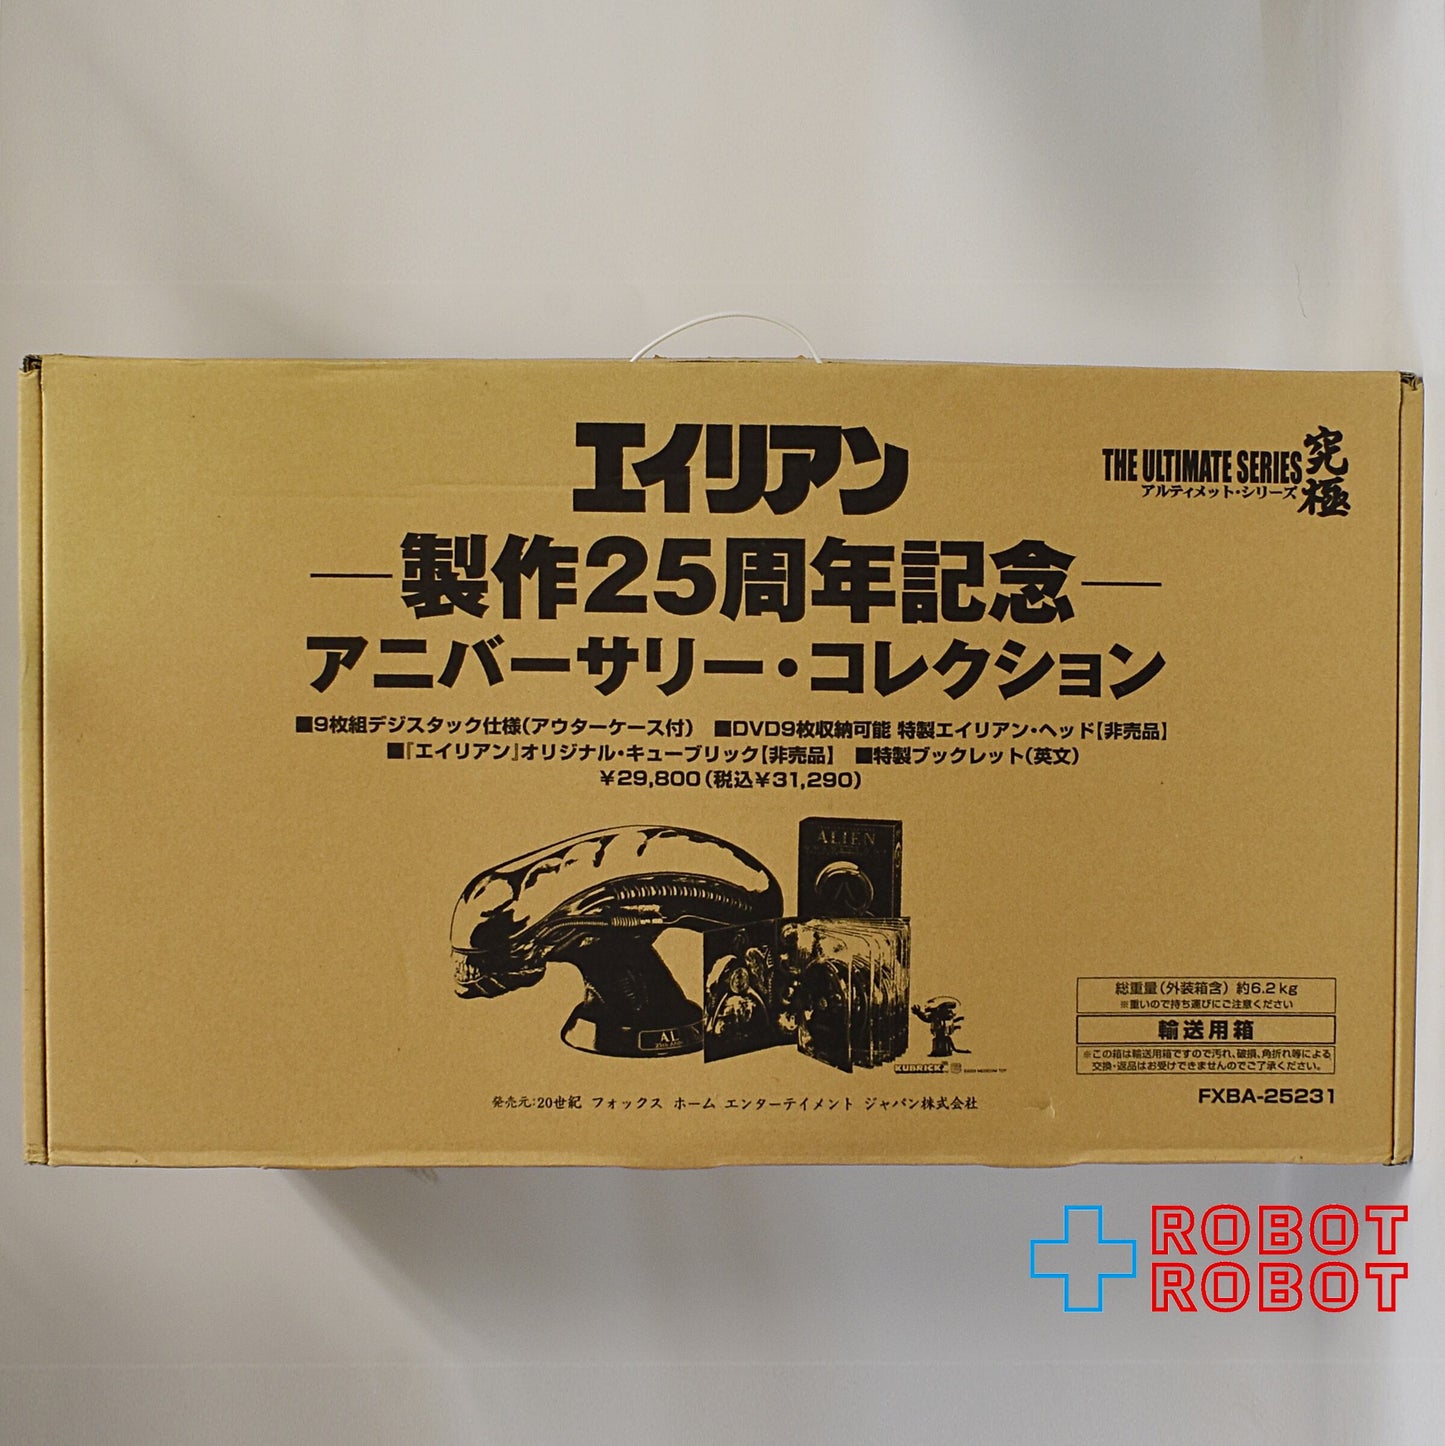 エイリアン
THE ULTIMATE SERIES 究極
アルティメット・シリーズ
製作25周年記念
アニバーサリー・コレクション
■9枚組デジスタック仕様(アウターケース付) ■DVD9枚収納可能 特製エイリアン・ヘッド【非売品】
■『エイリアン』オリジナル・キューブリック【非売品】 ■特製ブックレット(英文)
￥29,800(税込￥31,290)
ALIEN
AL
KUBRICK
総重量(外装箱含) 約6.2kg
※重いので持ち運びにご注意ください
輸送用箱
※この箱は輸送用箱ですので汚れ、破損、角折れ等による
交換・返品はお受けできませんのでご了承ください。
FXBA-25231
発売元:20世紀 フォックス ホーム エンターテイメント ジャパン株式会社
ROBOT
ROBOT